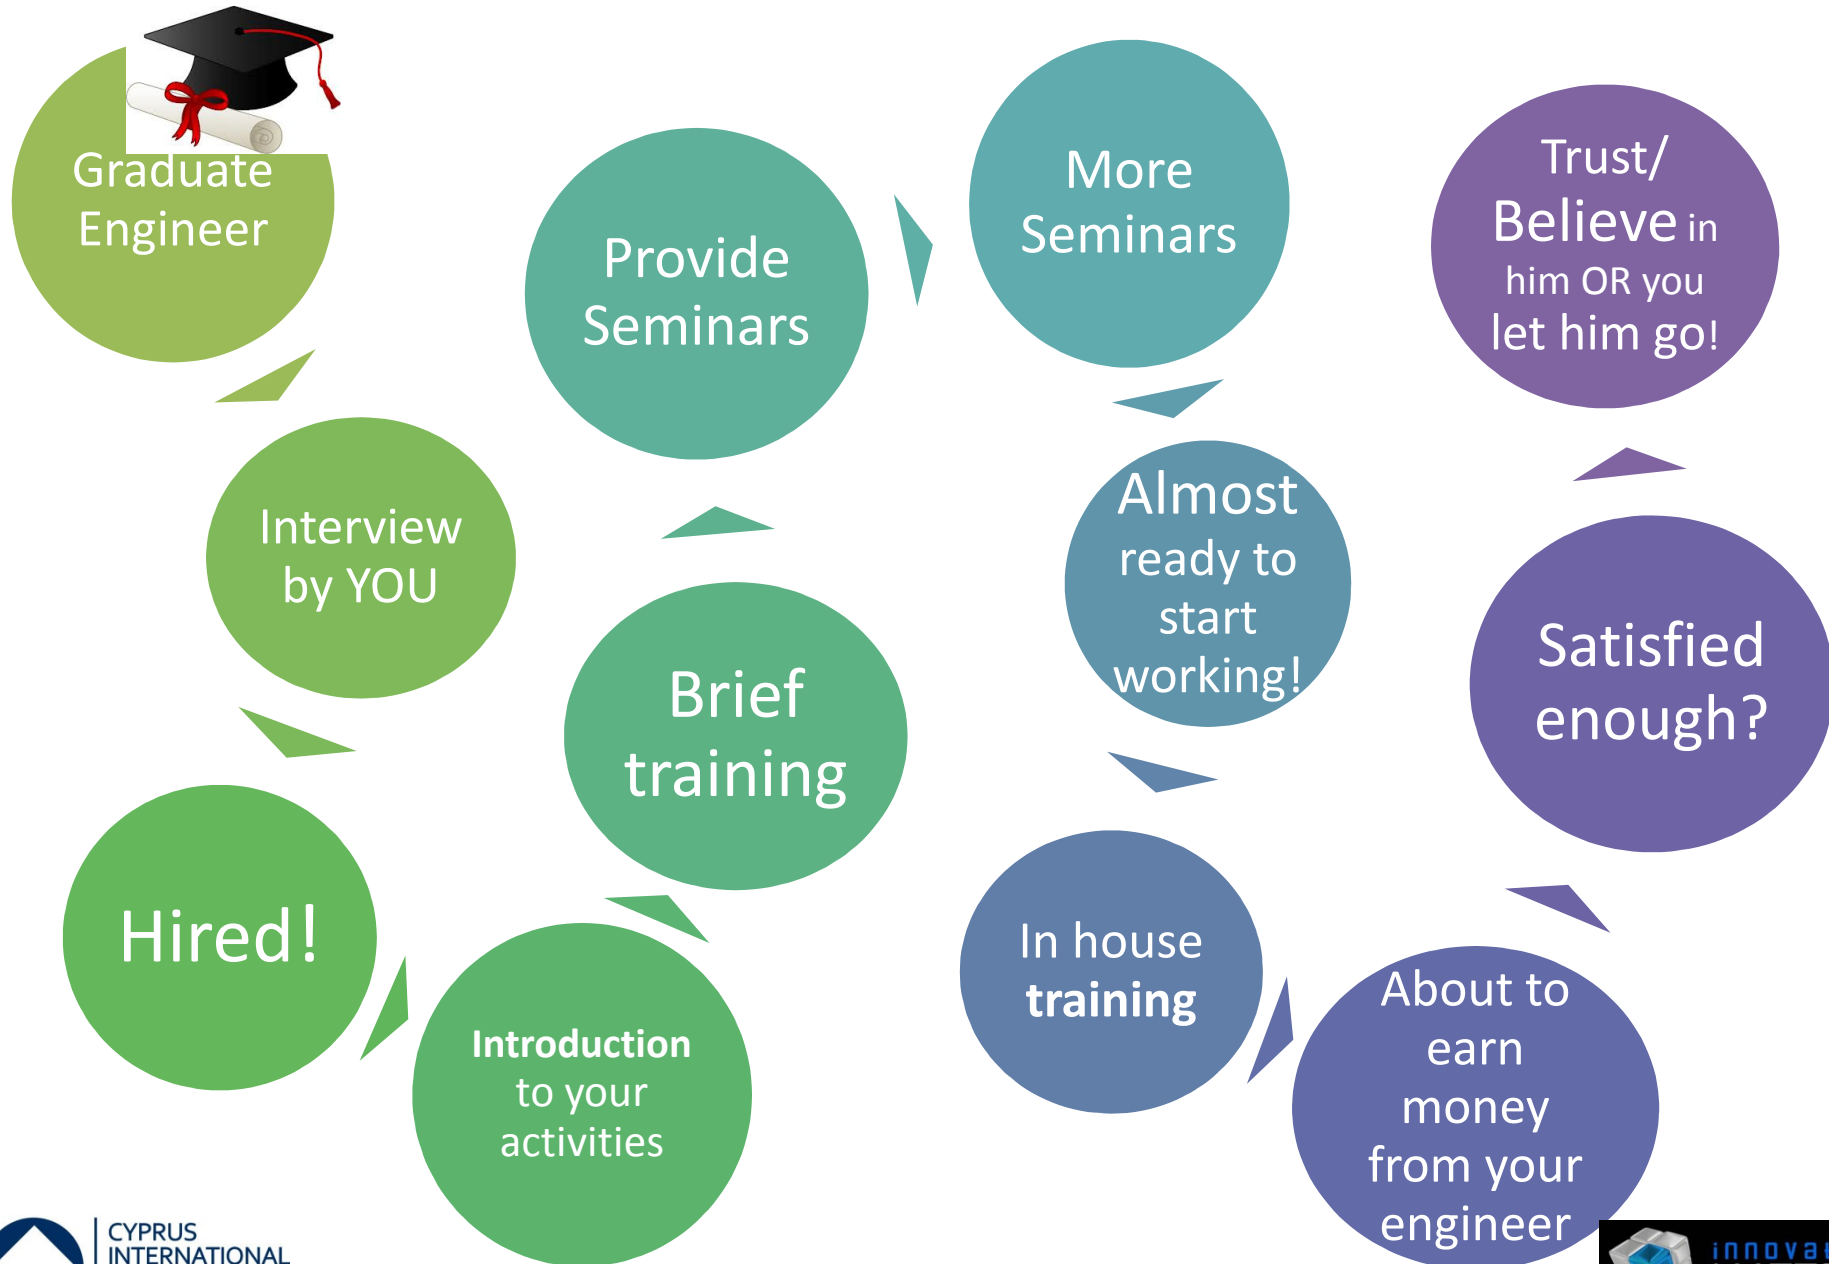 Graduate
Engineer
Interview
by YOU
Hired!
Introduction
to your
activities
Brief
training
Provide
Seminars
More
Seminars
Almost
ready to
start
working!
In house
training
About to
earn
money
from your
engineer
Satisfied
enough?
Trust/
Believe in
him OR you
let him go!
CYPRUS
INTERNATIONAL